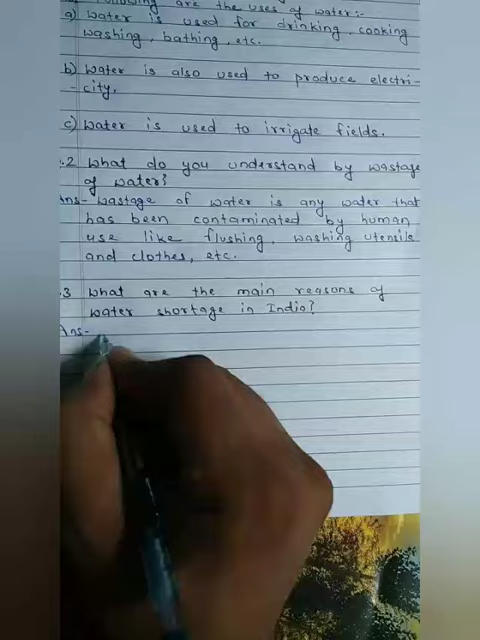 following are the uses of water:-
a) Water is used for drinking, cooking
washing, bathing, etc.
b) Water is also used to produce electri-
-city.
c) Water is used to irrigate fields.
.2 What do you understand by wastage
of water?
Ans- Wastage of water is any water that
has been contaminated by human
use like flushing, washing utensile
and clothes, etc.
.3 What are the main reasons of
water shortage in India?
Ans-